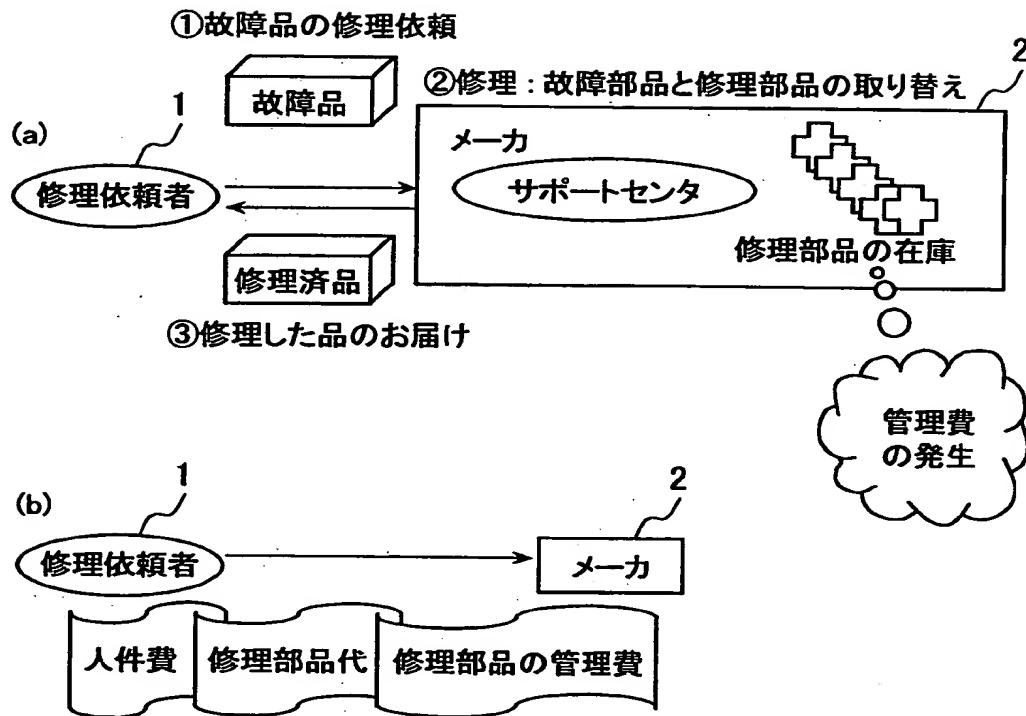 ①故障品の修理依頼
故障品
②修理:故障部品と修理部品の取り替え
2
(a)
1
修理依頼者
メーカ
サポートセンタ
修理部品の在庫
修理済品
③修理した品のお届け
管理費
の発生
(b)
1
修理依頼者
2
メーカ
人件費
修理部品代
修理部品の管理費